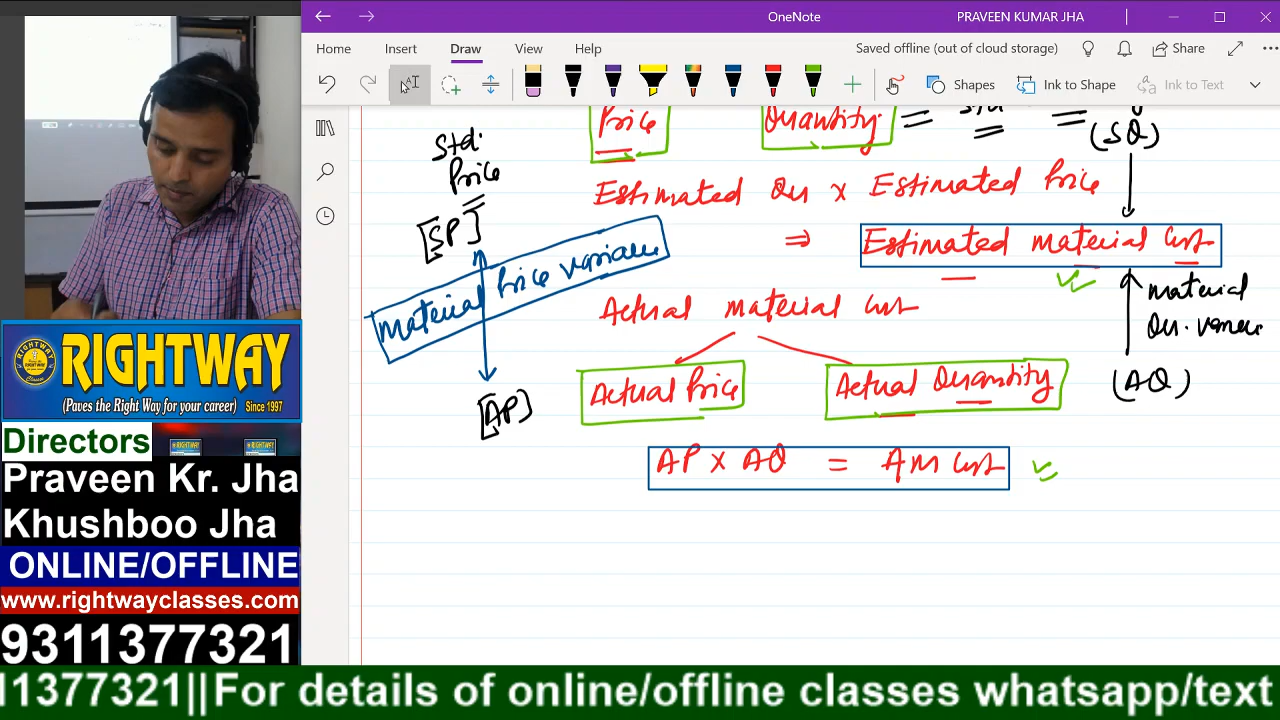 OneNote
PRAVEEN KUMAR JHA
Home Insert Draw View Help
Saved offline (out of cloud storage)
Share
Shapes
Ink to Shape
Ink to Text
Price
Quantity
Std
(SQ)
Std.
Price
[SP]
Estimated Qu x Estimated Price
⇒ Estimated material Cost
Material Price variance
material
Qu. variance
Actual material Cost
Actual Price
Actual Quantity
(AQ)
[AP]
AP x AQ = AM Cost
RIGHTWAY
(Paves the Right Way for your career) Since 1997
Directors
Praveen Kr. Jha
Khushboo Jha
ONLINE/OFFLINE
www.rightwayclasses.com
9311377321
11377321||For details of online/offline classes whatsapp/text